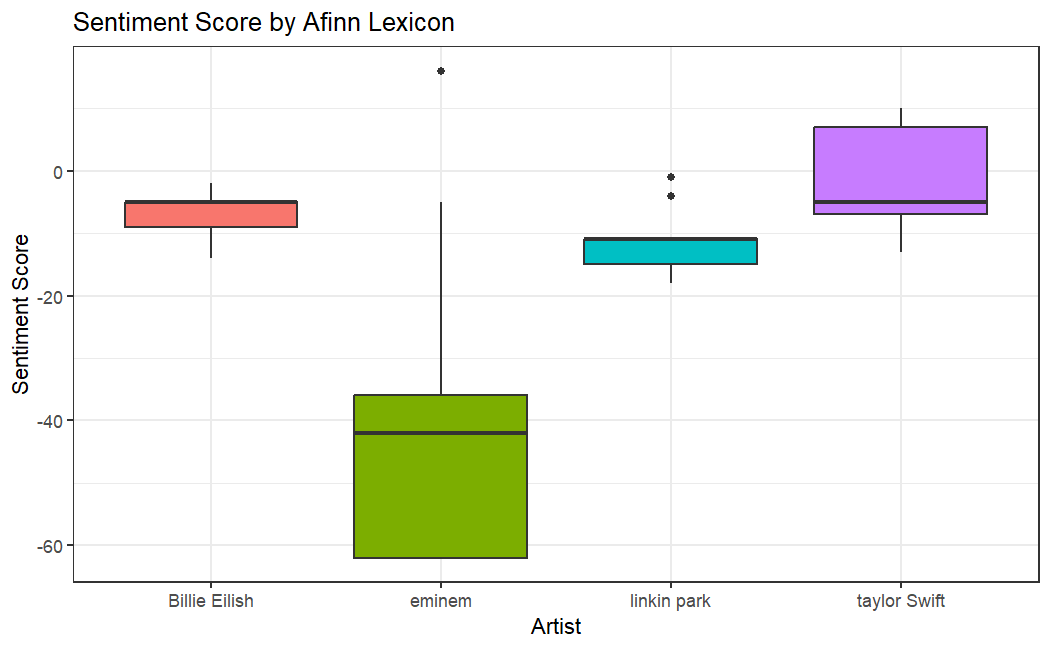 Sentiment Score by Afinn Lexicon
Sentiment Score
0
-20
-40
-60
Billie Eilish
eminem
linkin park
taylor Swift
Artist